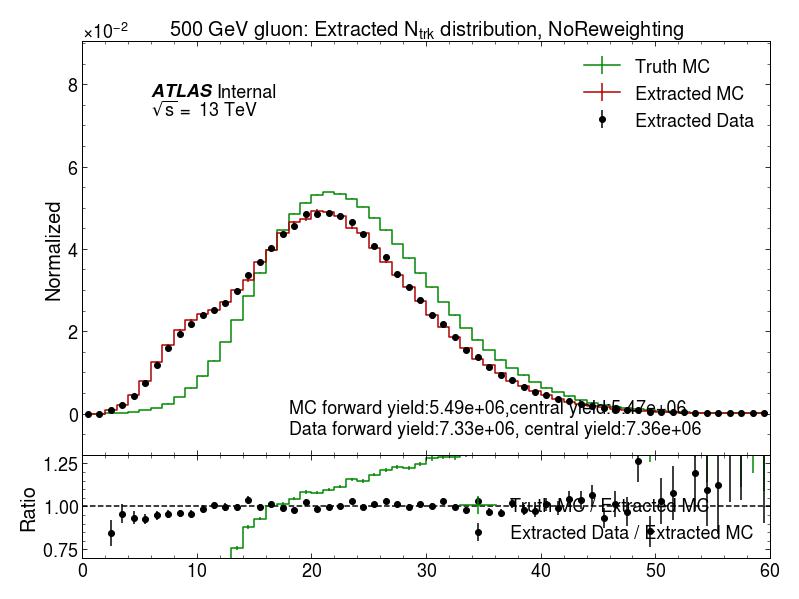 ×10⁻²
500 GeV gluon: Extracted Nₜᵣₖ distribution, NoReweighting
Truth MC
Extracted MC
Extracted Data
ATLAS Internal
√s = 13 TeV
Normalized
8
6
4
2
0
MC forward yield:5.49e+06,central yield:5.47e+06
Data forward yield:7.33e+06, central yield:7.36e+06
Ratio
1.25
1.00
0.75
Truth MC / Extracted MC
Extracted Data / Extracted MC
0 10 20 30 40 50 60